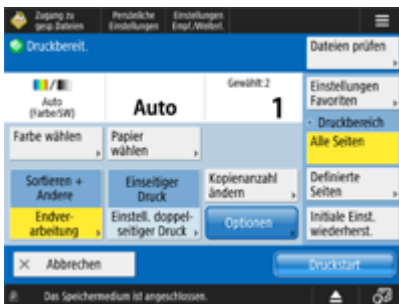 Zugang zu
gesp.Dateien
Persönliche
Einstellungen
Einstellungen
Empf./Weiterl.
Druckbereit.
Dateien prüfen
Auto
(Farbe/SW)
Auto
Gewählt:2
1
Einstellungen
Favoriten
Druckbereich
Alle Seiten
Farbe wählen
Papier
wählen
Sortieren +
Andere
Einseitiger
Druck
Kopienanzahl
ändern
Definierte
Seiten
Endver-
arbeitung
Einstell. doppel-
seitiger Druck
Optionen
Initiale Einst.
wiederherst.
× Abbrechen
Druckstart
Das Speichermedium ist angeschlossen.